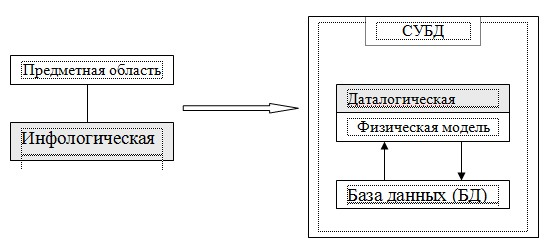 СУБД
Предметная область
Инфологическая
Даталогическая
Физическая модель
База данных (БД)